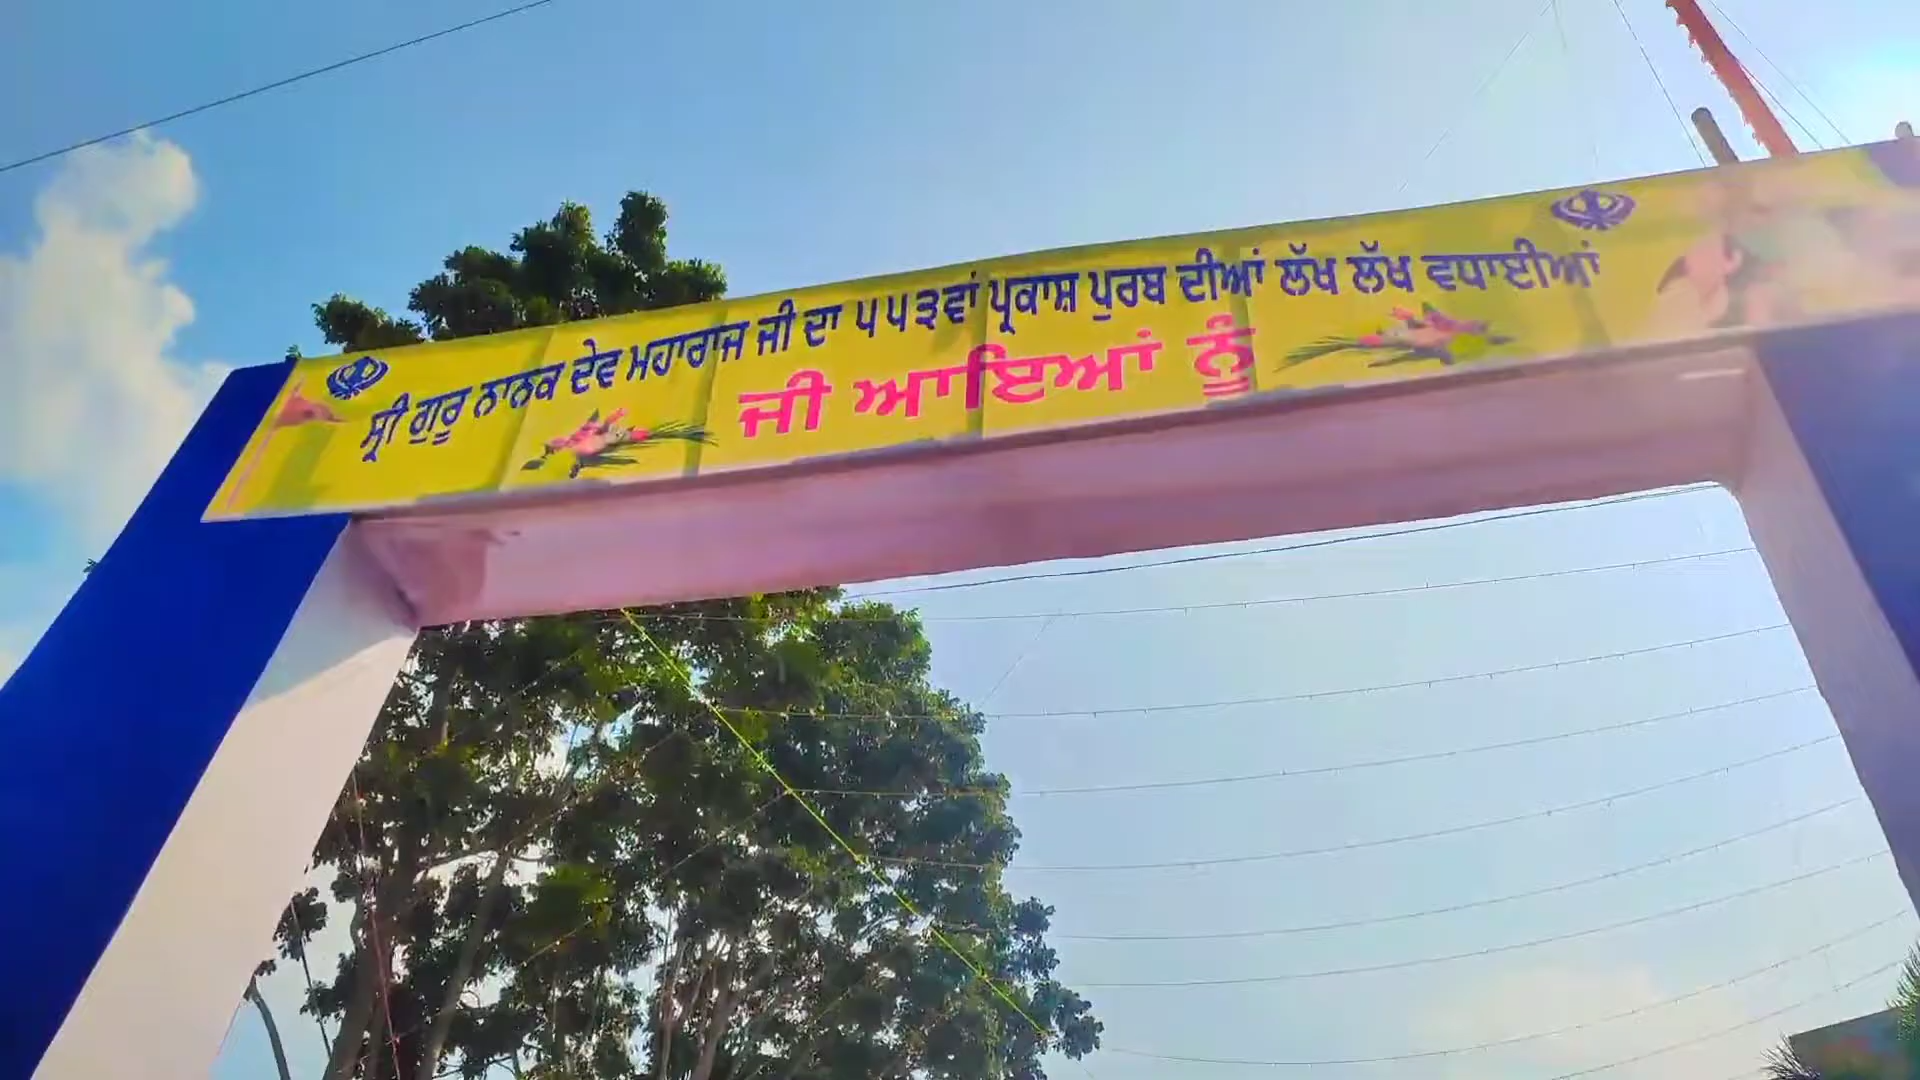 ਸ੍ਰੀ ਗੁਰੂ ਨਾਨਕ ਦੇਵ ਮਹਾਰਾਜ ਜੀ ਦਾ ੫੫੩ਵਾਂ ਪ੍ਰਕਾਸ਼ ਪੁਰਬ ਦੀਆਂ ਲੱਖ ਲੱਖ ਵਧਾਈਆਂ
ਜੀ ਆਇਆਂ ਨੂੰ